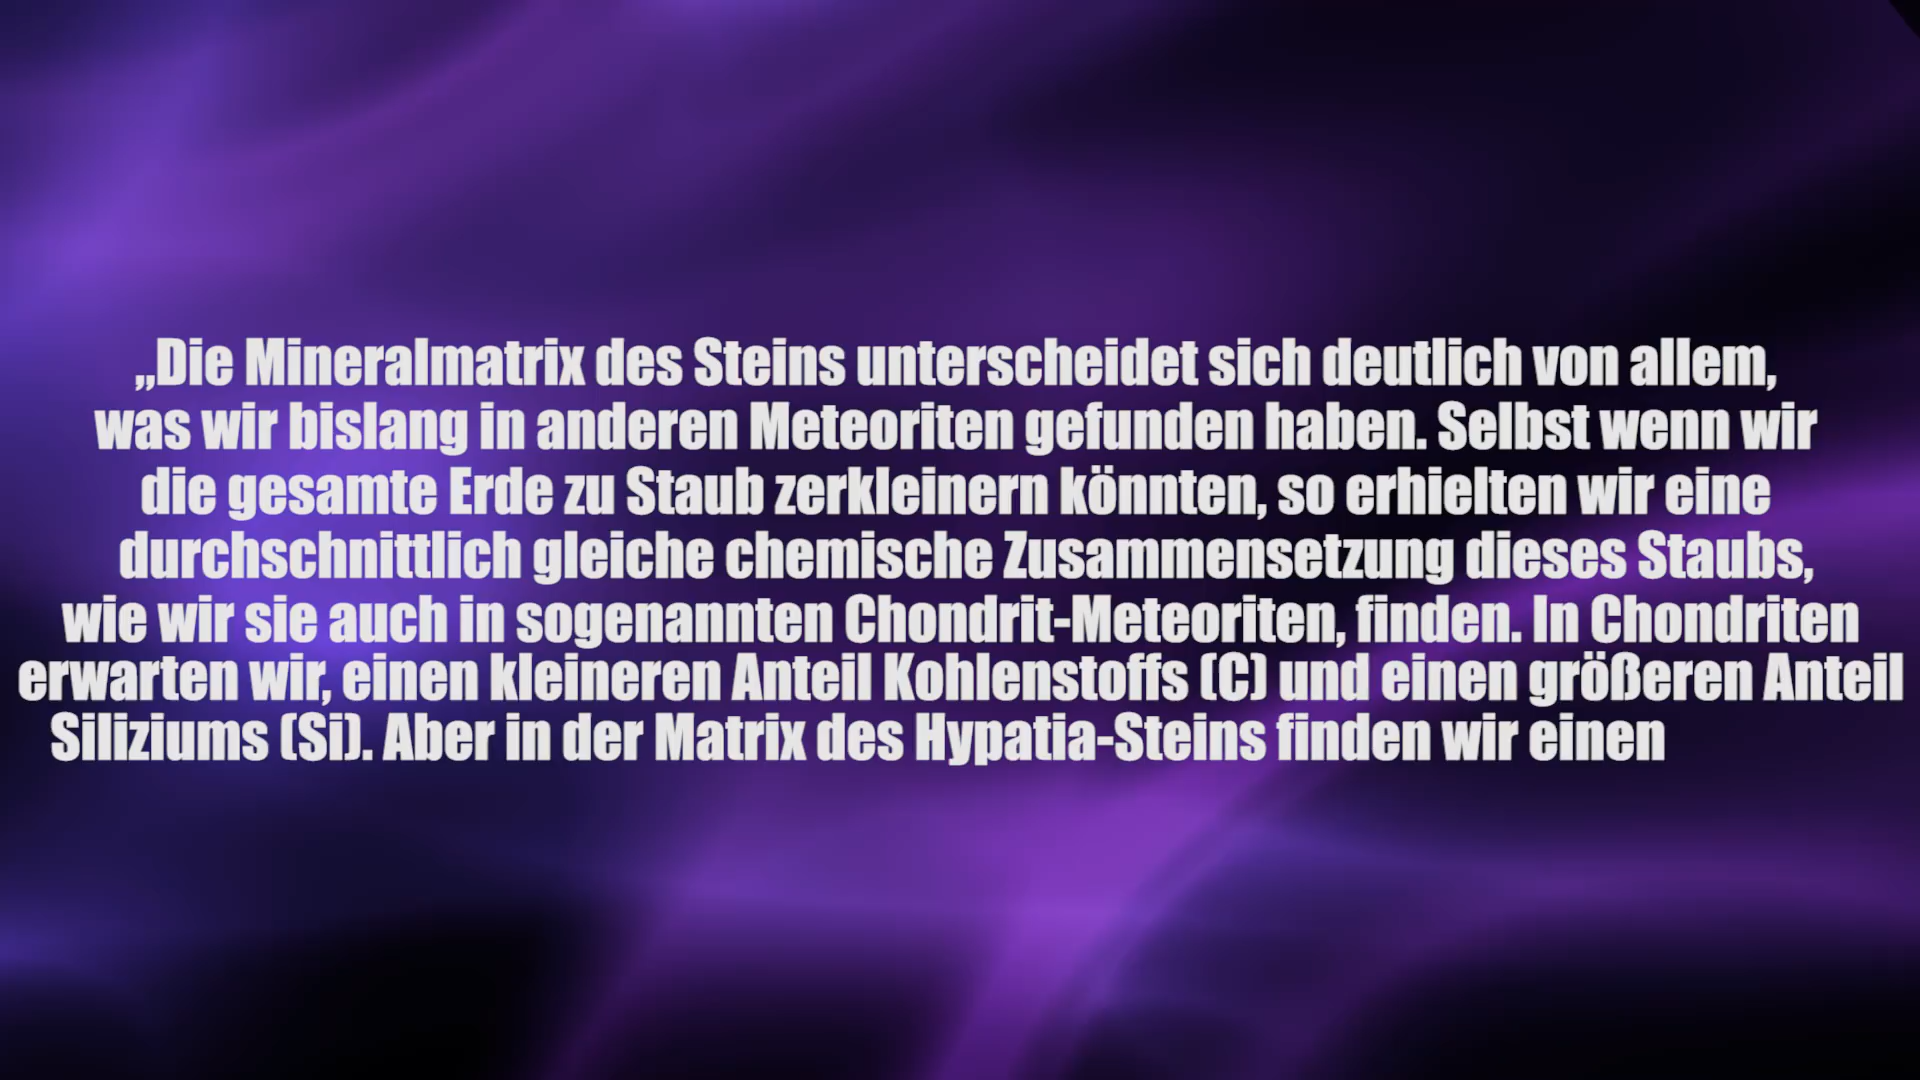 „Die Mineralmatrix des Steins unterscheidet sich deutlich von allem,
was wir bislang in anderen Meteoriten gefunden haben. Selbst wenn wir
die gesamte Erde zu Staub zerkleinern könnten, so erhielten wir eine
durchschnittlich gleiche chemische Zusammensetzung dieses Staubs,
wie wir sie auch in sogenannten Chondrit-Meteoriten, finden. In Chondriten
erwarten wir, einen kleineren Anteil Kohlenstoffs (C) und einen größeren Anteil
Siliziums (Si). Aber in der Matrix des Hypatia-Steins finden wir einen